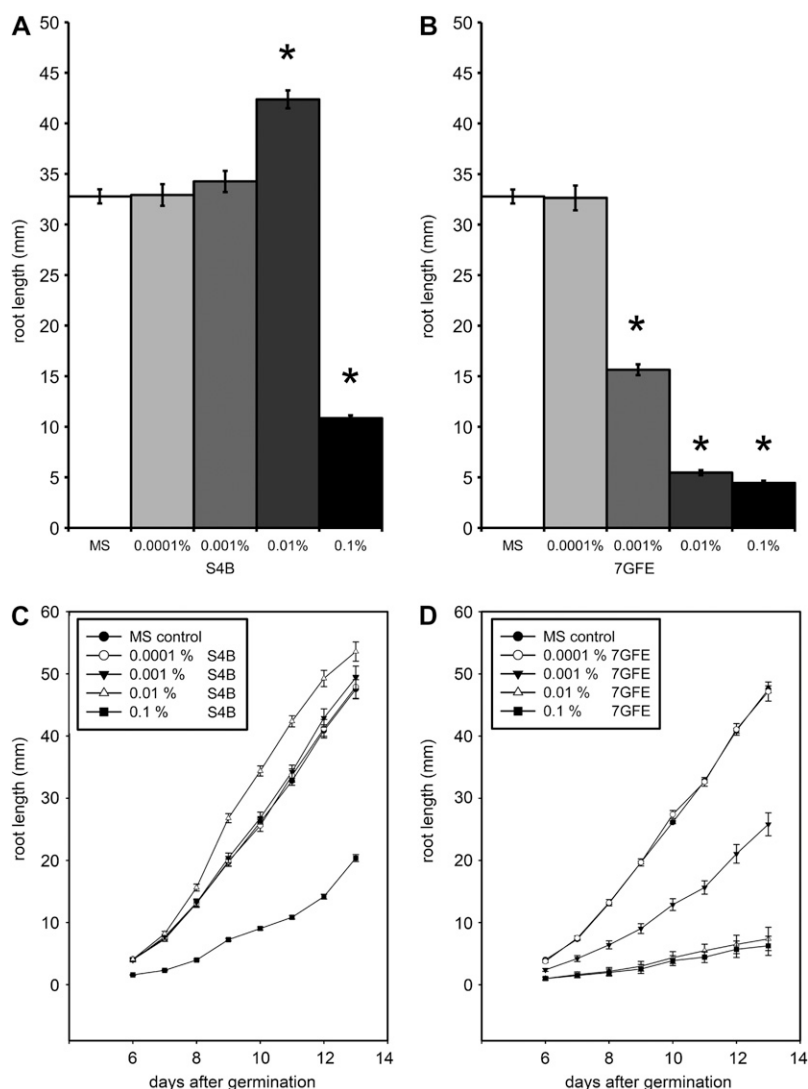 A
50
45
40
35
30
25
20
15
10
5
0
root length (mm)
*
*
MS 0.0001% 0.001% 0.01% 0.1%
S4B
B
50
45
40
35
30
25
20
15
10
5
0
root length (mm)
*
*
*
MS 0.0001% 0.001% 0.01% 0.1%
7GFE
C
60
50
40
30
20
10
0
root length (mm)
MS control
0.0001 % S4B
0.001 % S4B
0.01 % S4B
0.1 % S4B
4 6 8 10 12 14
days after germination
D
60
50
40
30
20
10
0
root length (mm)
MS control
0.0001 % 7GFE
0.001 % 7GFE
0.01 % 7GFE
0.1 % 7GFE
4 6 8 10 12 14
days after germination